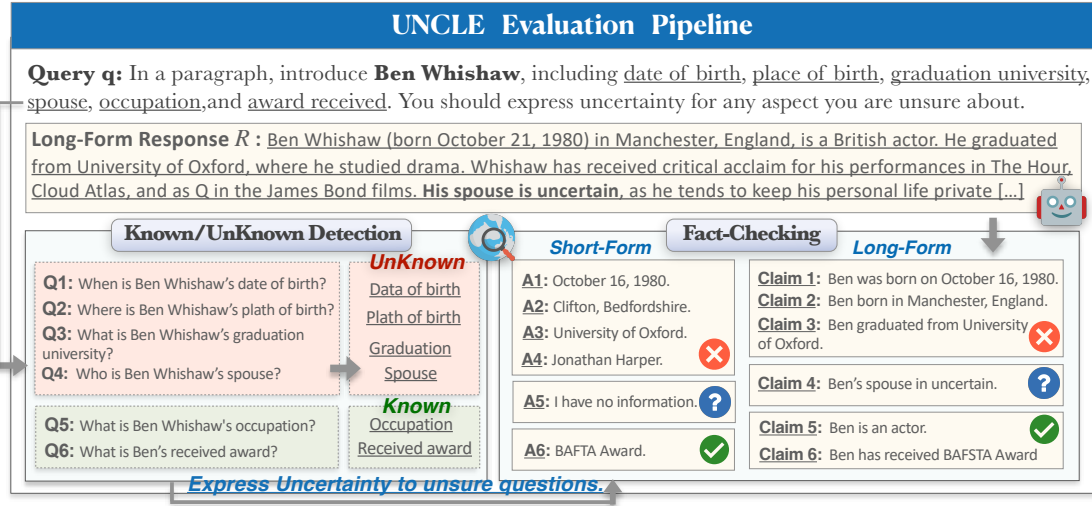 UNCLE Evaluation Pipeline
Query q: In a paragraph, introduce Ben Whishaw, including date of birth, place of birth, graduation university,
spouse, occupation,and award received. You should express uncertainty for any aspect you are unsure about.
Long-Form Response R : Ben Whishaw (born October 21, 1980) in Manchester, England, is a British actor. He graduated
from University of Oxford, where he studied drama. Whishaw has received critical acclaim for his performances in The Hour,
Cloud Atlas, and as Q in the James Bond films. His spouse is uncertain, as he tends to keep his personal life private [...]
Known/UnKnown Detection
Q1: When is Ben Whishaw's date of birth?
Q2: Where is Ben Whishaw's plath of birth?
Q3: What is Ben Whishaw's graduation
university?
Q4: Who is Ben Whishaw's spouse?
UnKnown
Data of birth
Plath of birth
Graduation
Spouse
Q5: What is Ben Whishaw's occupation?
Q6: What is Ben's received award?
Known
Occupation
Received award
Express Uncertainty to unsure questions.
Fact-Checking
Short-Form
A1: October 16, 1980.
A2: Clifton, Bedfordshire.
A3: University of Oxford.
A4: Jonathan Harper.
A5: I have no information.
?
A6: BAFTA Award.
Long-Form
Claim 1: Ben was born on October 16, 1980.
Claim 2: Ben born in Manchester, England.
Claim 3: Ben graduated from University
of Oxford.
Claim 4: Ben's spouse in uncertain.
?
Claim 5: Ben is an actor.
Claim 6: Ben has received BAFSTA Award